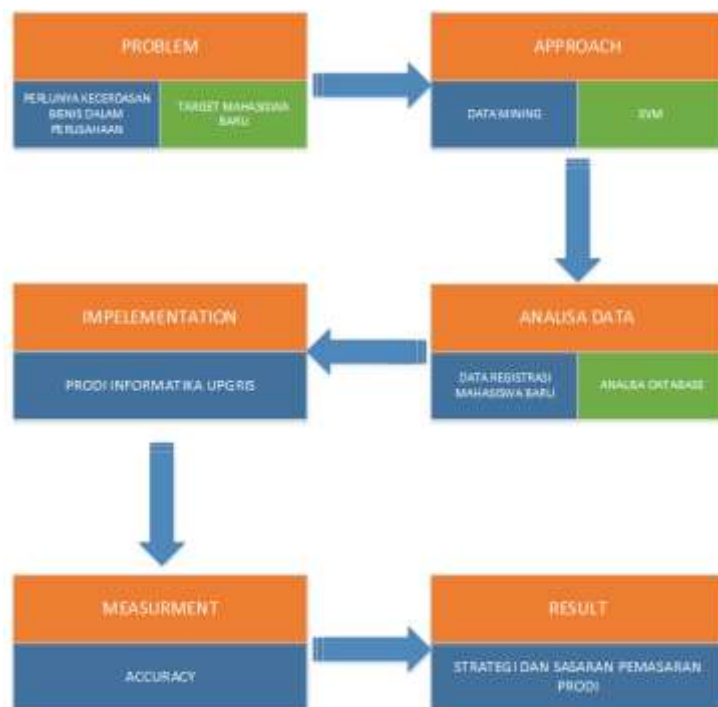 PROBLEM
PERLUNYA KECERDASAN
BISNIS DALAM
PERUSAHAAN
TARGET MAHASISWA
BARU
APPROACH
DATA MINING
SVM
ANALISA DATA
DATA REGISTRASI
MAHASISWA BARU
ANALISA DATABASE
IMPELEMENTATION
PRODI INFORMATIKA UPGRIS
MEASURMENT
ACCURACY
RESULT
STRATEGI DAN SASARAN PEMASARAN
PRODI